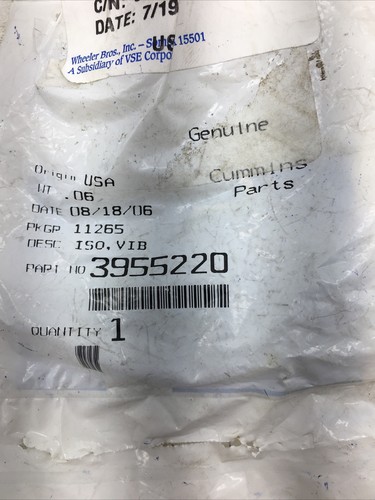 C/N:
DATE: 7/19
U
Wheeler Bros., Inc. – 15501
A Subsidiary of VSE Corpo
Genuine
Cummins
Parts
Origin USA
WT .06
DATE 08/18/06
PKGP 11265
DESC ISO,VIB
PART NO 3955220
QUANTITY 1